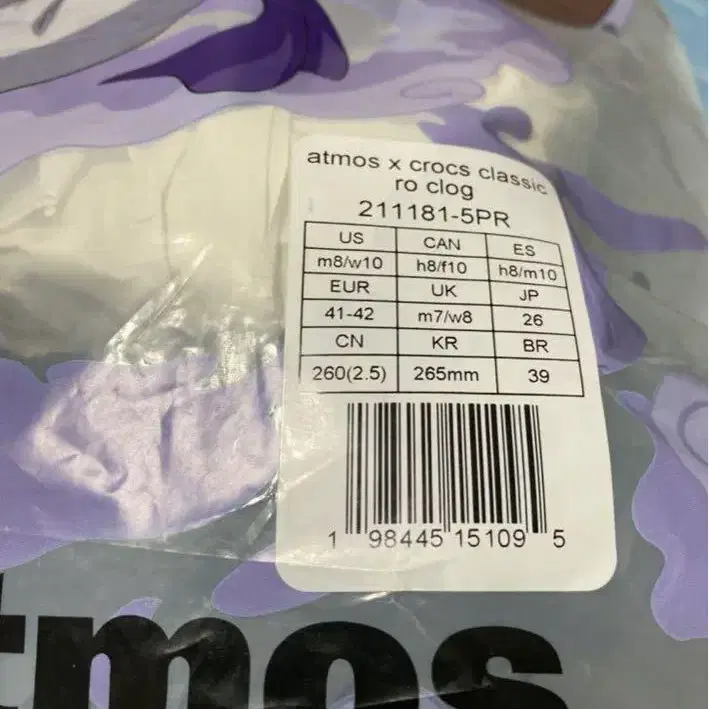 atmos x crocs classic
ro clog
211181-5PR
US CAN ES
m8/w10 h8/f10 h8/m10
EUR UK JP
41-42 m7/w8 26
CN KR BR
260(2.5) 265mm 39
1 98445 15109 5
tmos